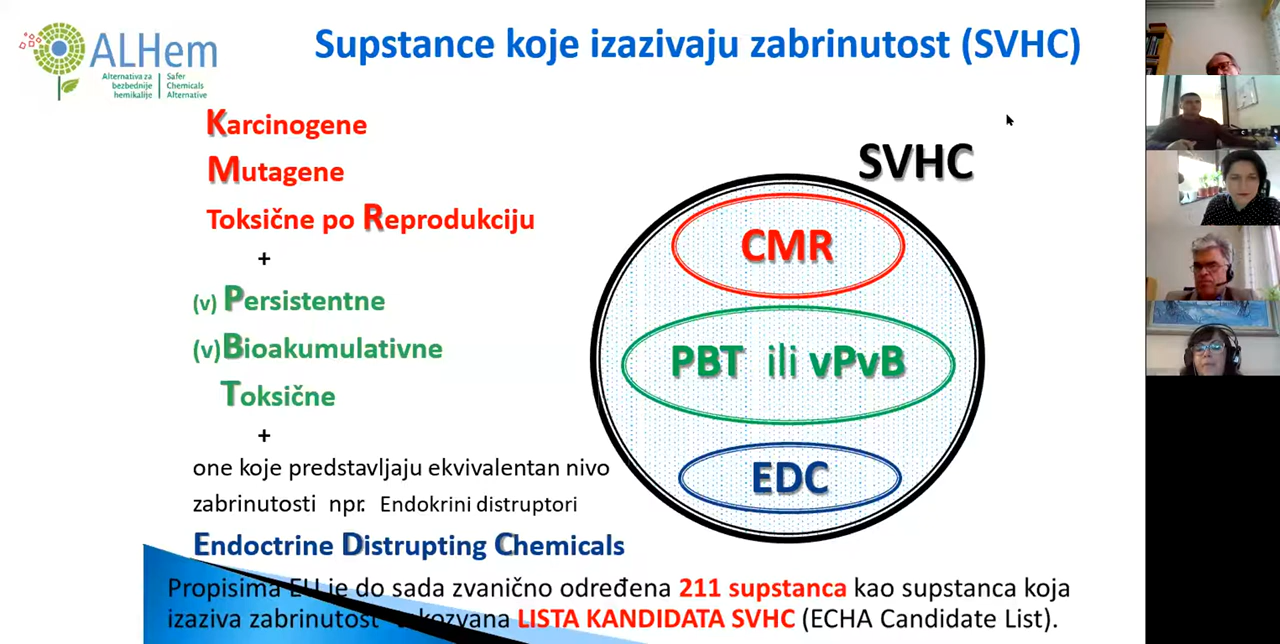 ALHem
Alternativa za
bezbednije
hemikalije
Safer
Chemicals
Alternative
Supstance koje izazivaju zabrinutost (SVHC)
Karcinogene
Mutagene
Toksične po Reprodukciju
+
(v) Persistentne
(v)Bioakumulativne
Toksične
+
one koje predstavljaju ekvivalentan nivo
zabrinutosti npr. Endokrini distruptori
Endoctrine Distrupting Chemicals
SVHC
CMR
PBT ili vPvB
EDC
Propisima EU je do sada zvanično određena 211 supstanca kao supstanca koja
izaziva zabrinutost takozvana LISTA KANDIDATA SVHC (ECHA Candidate List).